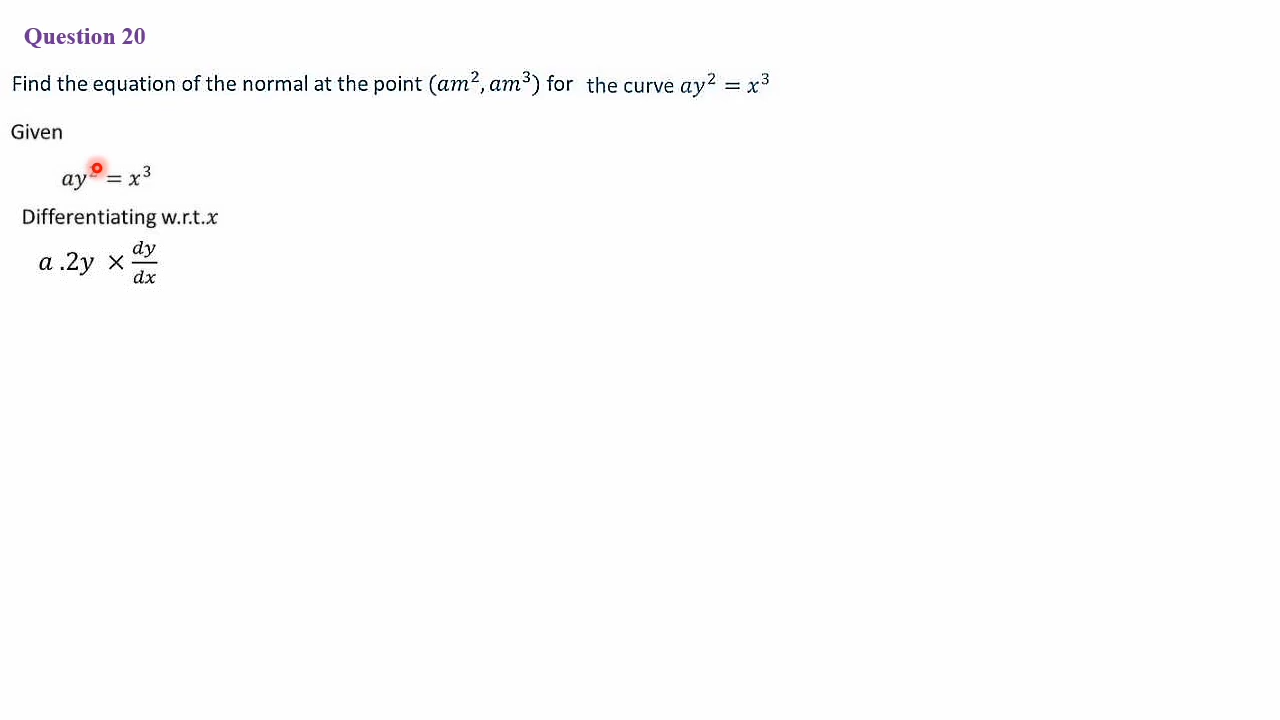 Question 20
Find the equation of the normal at the point (am², am³) for the curve ay² = x³
Given
ay = x³
Differentiating w.r.t.x
a .2y × dy/dx